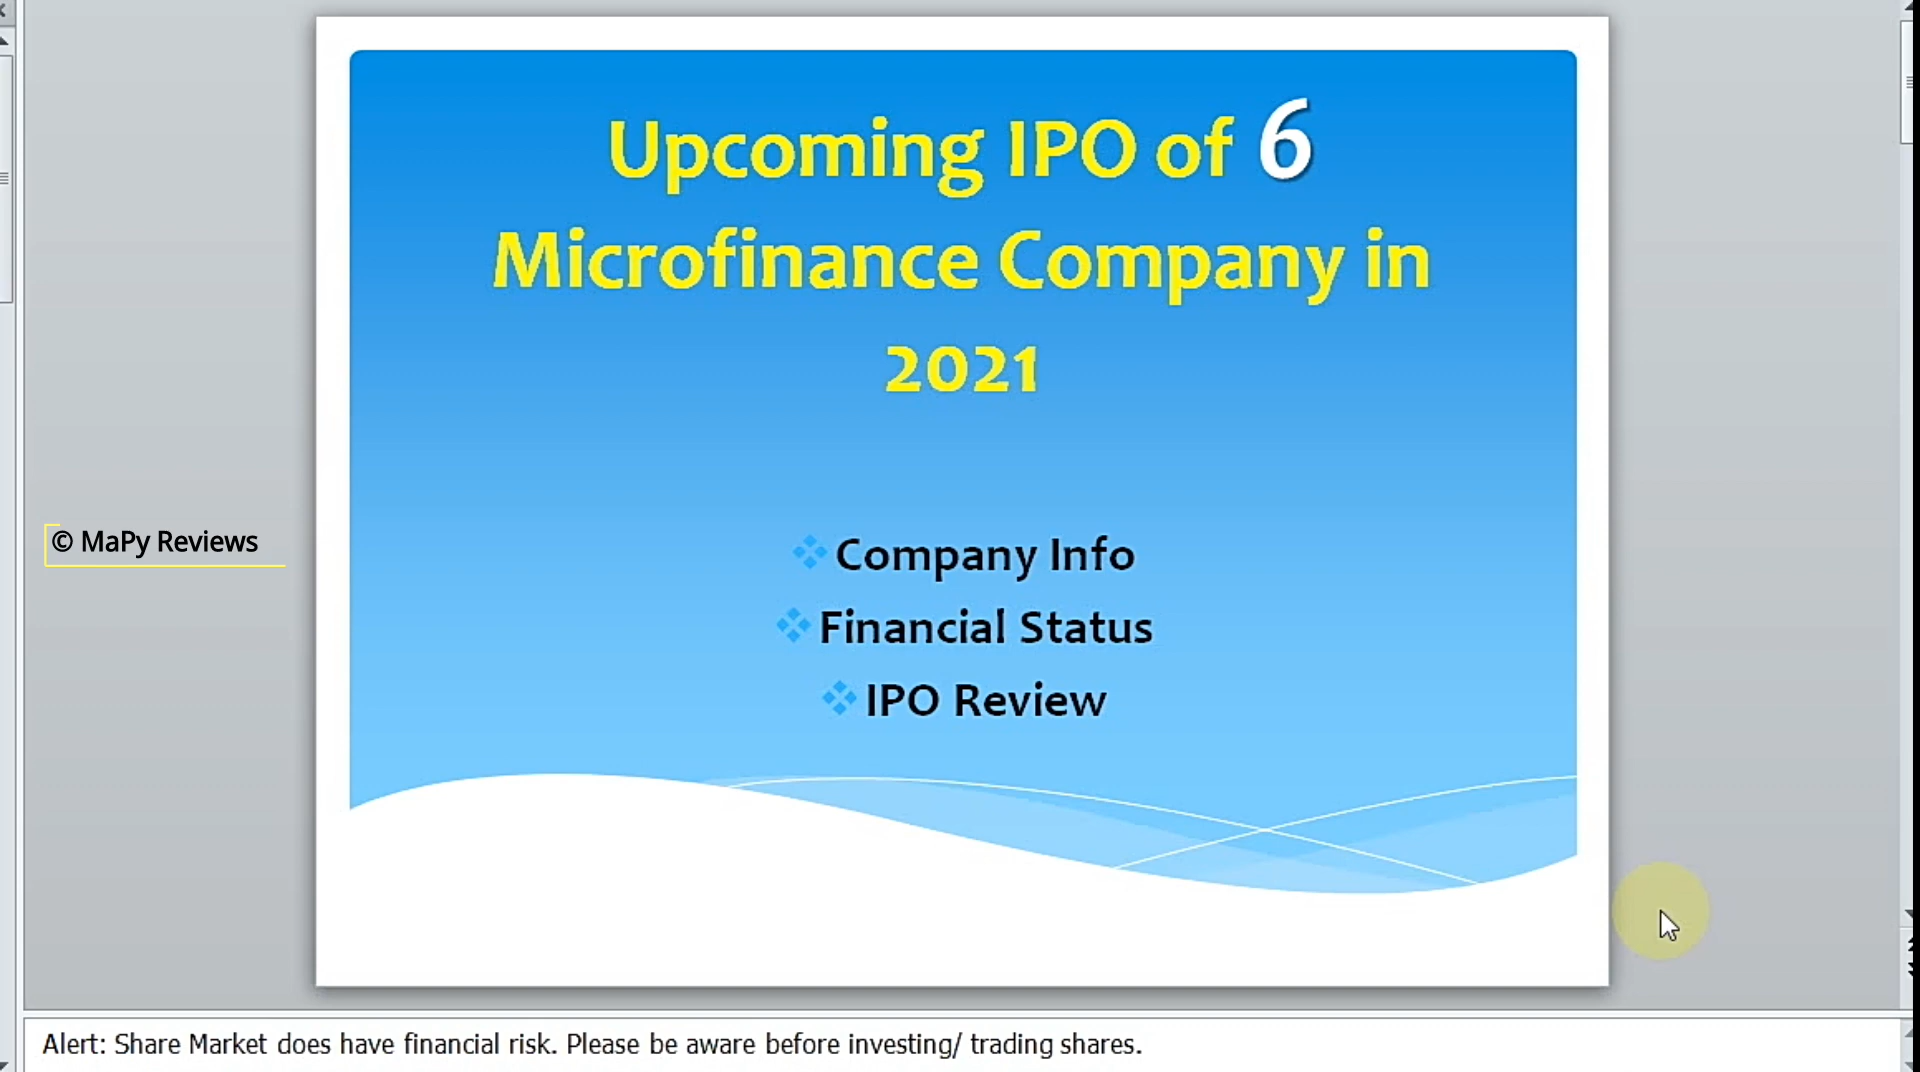 Upcoming IPO of 6
Microfinance Company in
2021
© MaPy Reviews
Company Info
Financial Status
IPO Review
Alert: Share Market does have financial risk. Please be aware before investing/ trading shares.